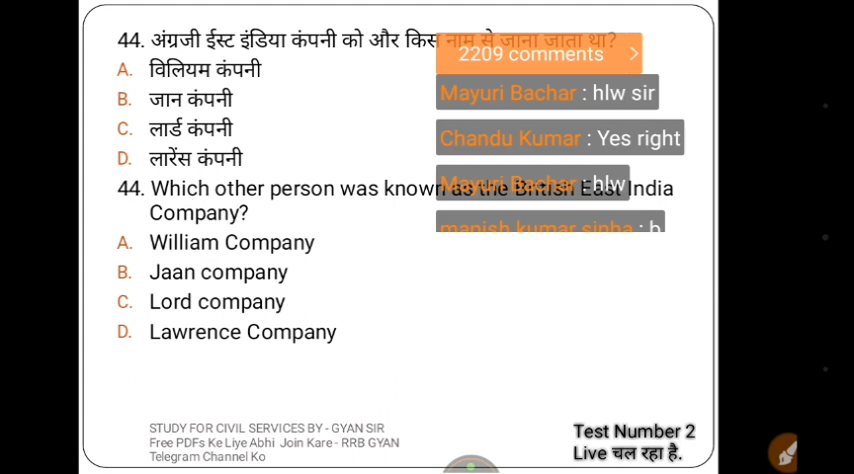 44. अंग्रजी ईस्ट इंडिया कंपनी को और किस नाम से जाना जाता था?
2209 comments >
A. विलियम कंपनी
Mayuri Bachar : hlw sir
B. जान कंपनी
C. लार्ड कंपनी
Chandu Kumar : Yes right
D. लारेंस कंपनी
Mayuri Bachar : hlw
44. Which other person was known as the British East India
Company?
manish kumar sinha : b
A. William Company
B. Jaan company
C. Lord company
D. Lawrence Company
STUDY FOR CIVIL SERVICES BY - GYAN SIR
Free PDFs Ke Liye Abhi Join Kare - RRB GYAN
Telegram Channel Ko
Test Number 2
Live चल रहा है.